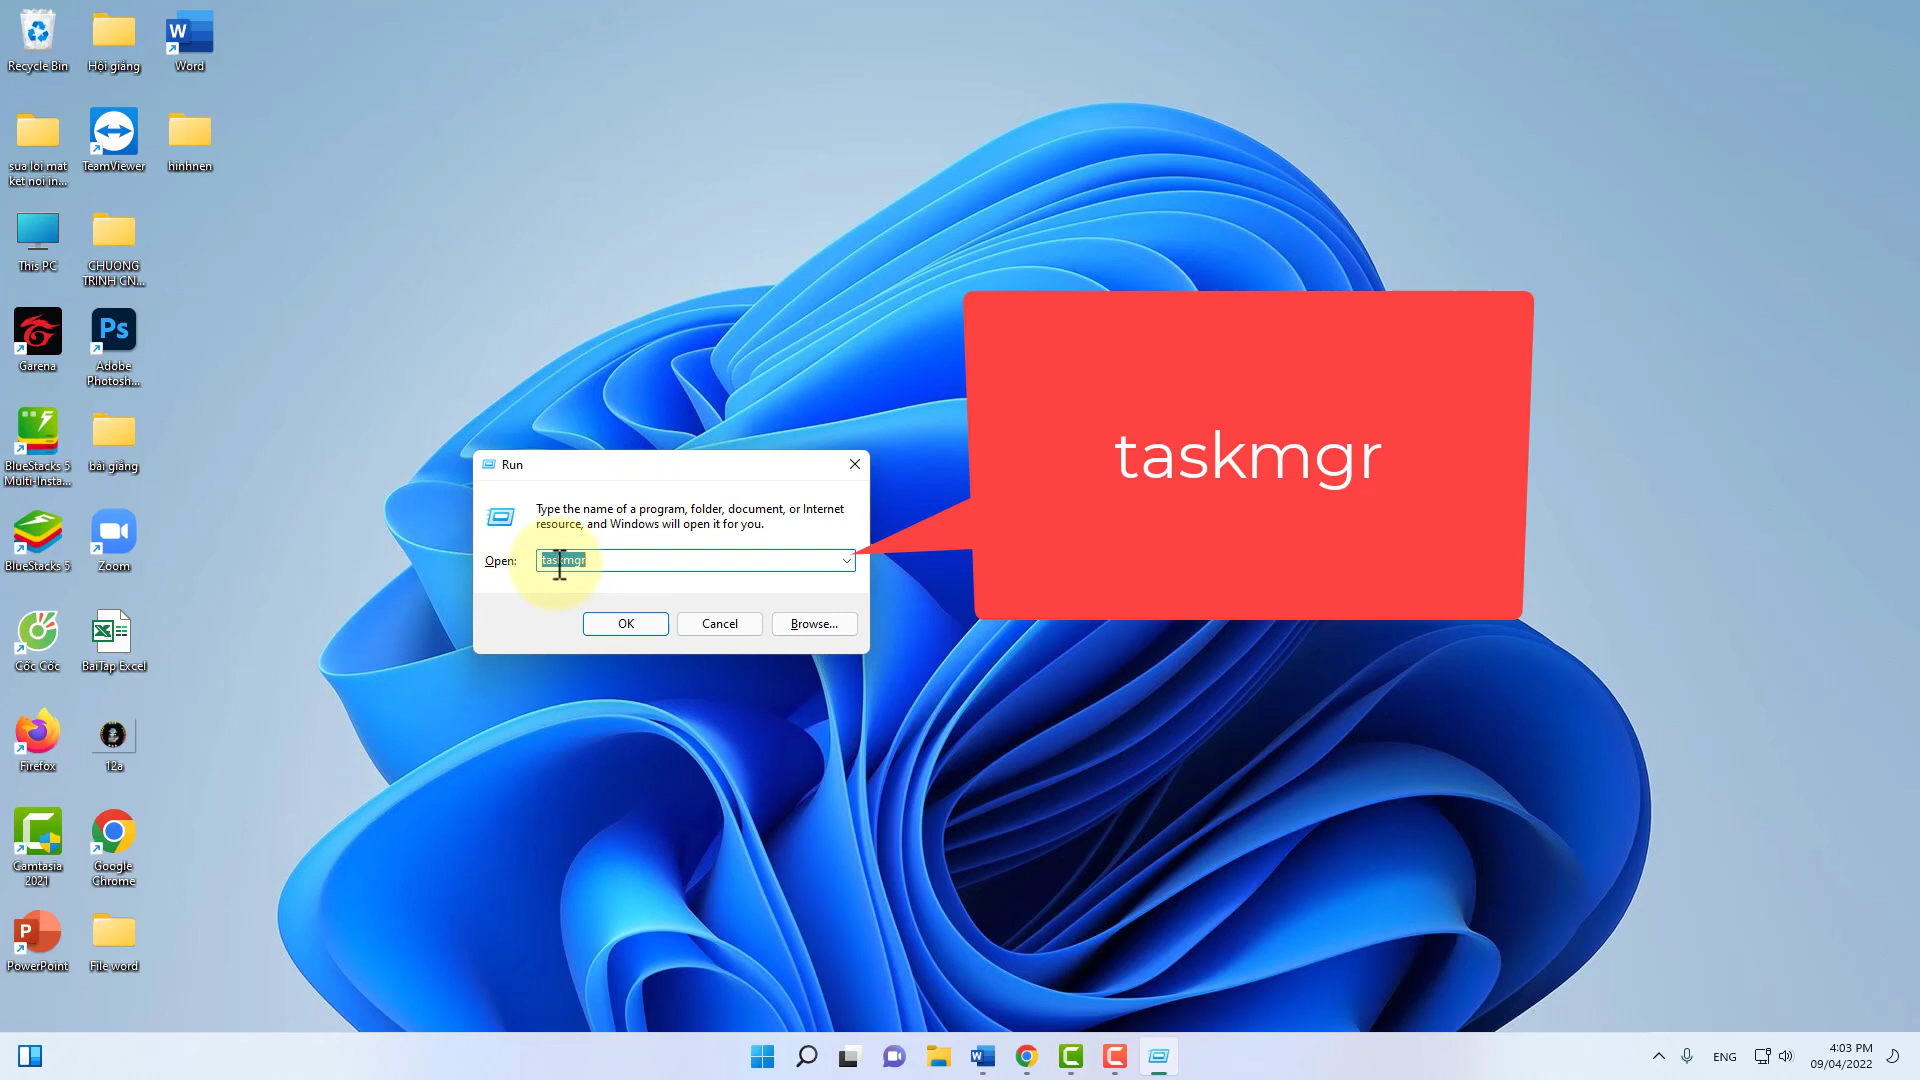 Recycle Bin
Hội giảng
W
Word
sua loi mat
ket noi in...
TeamViewer
hinhnen
This PC
CHUONG
TRINH CN...
Garena
Ps
Adobe
Photosh...
BlueStacks 5
Multi-Insta...
bài giảng
BlueStacks 5
Zoom
Cốc Cốc
BaiTap Excel
Firefox
12a
Camtasia
2021
Google
Chrome
P
PowerPoint
File word
Run
Type the name of a program, folder, document, or Internet
resource, and Windows will open it for you.
Open:
taskmgr
OK
Cancel
Browse...
taskmgr
ENG
4:03 PM
09/04/2022